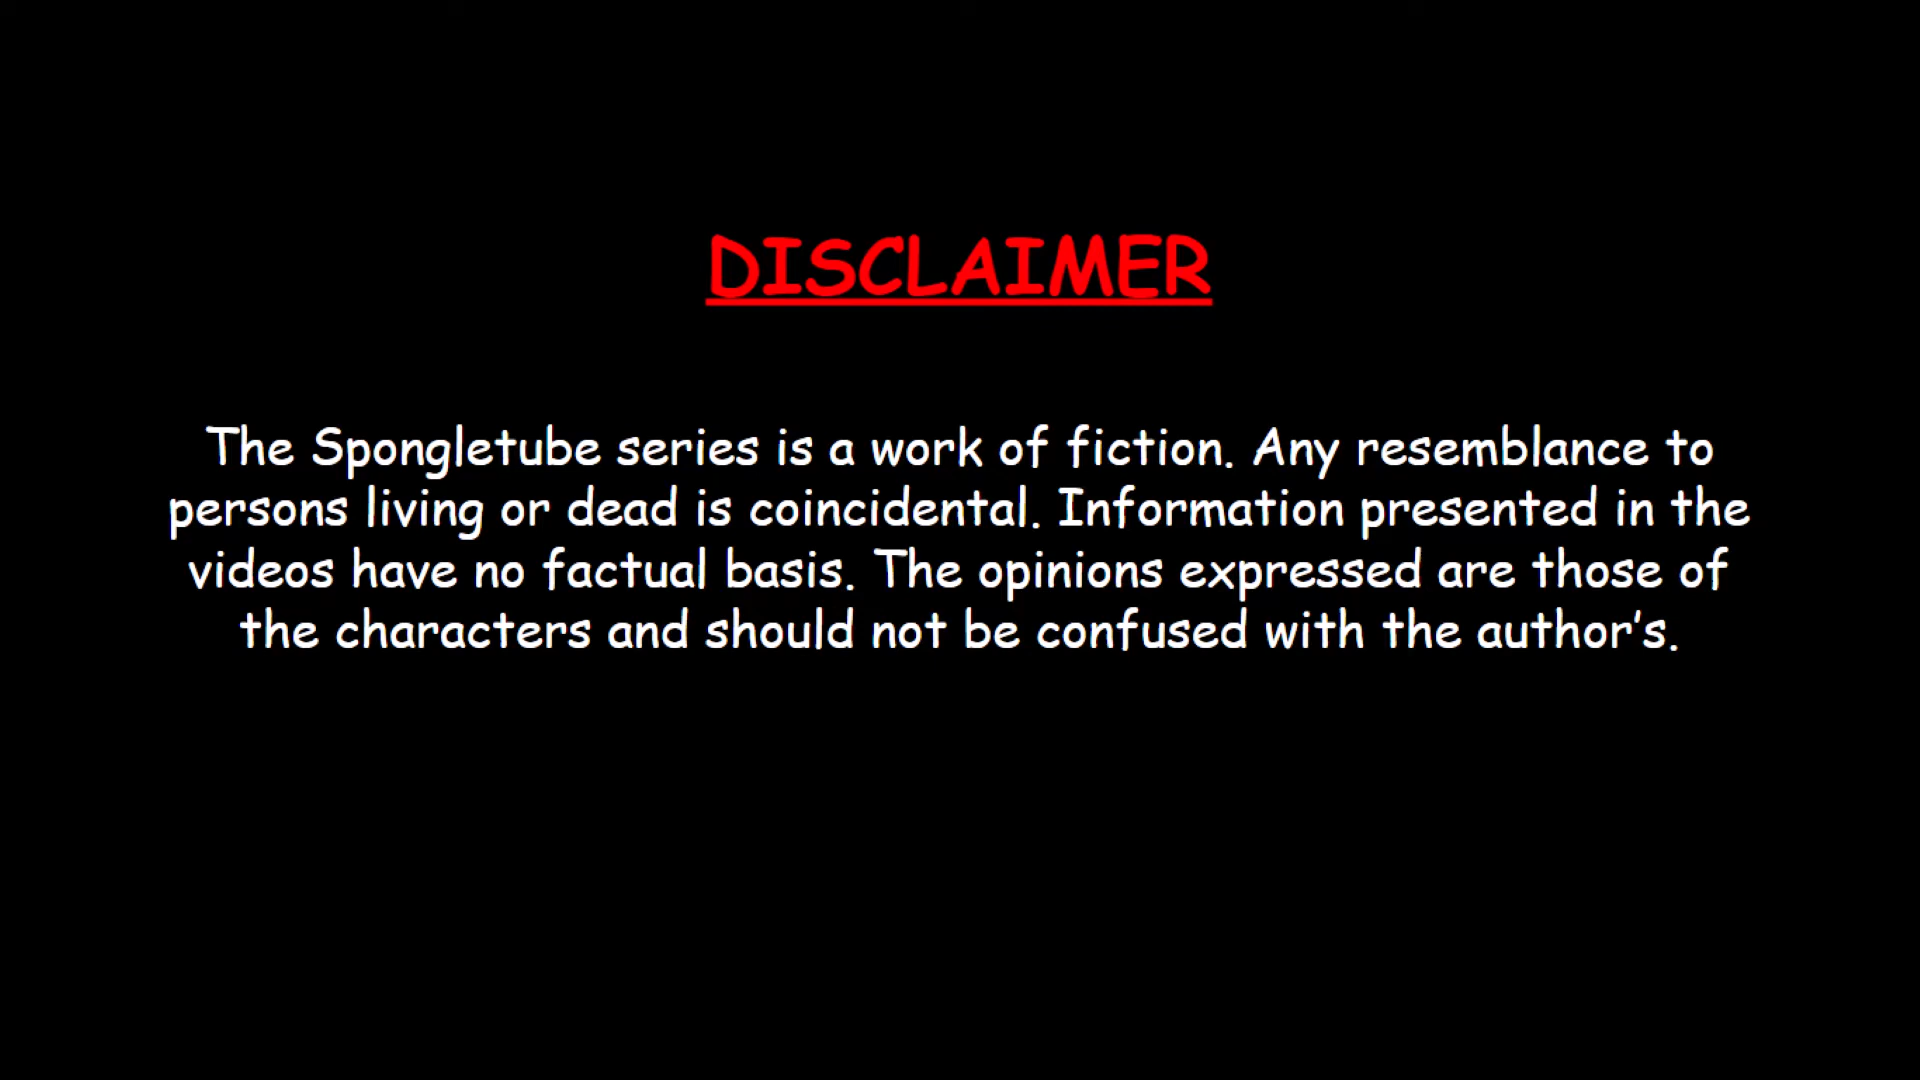 DISCLAIMER
The Spongletube series is a work of fiction. Any resemblance to
persons living or dead is coincidental. Information presented in the
videos have no factual basis. The opinions expressed are those of
the characters and should not be confused with the author's.